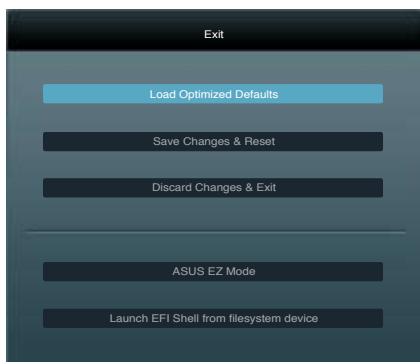 Exit
Load Optimized Defaults
Save Changes & Reset
Discard Changes & Exit
ASUS EZ Mode
Launch EFI Shell from filesystem device